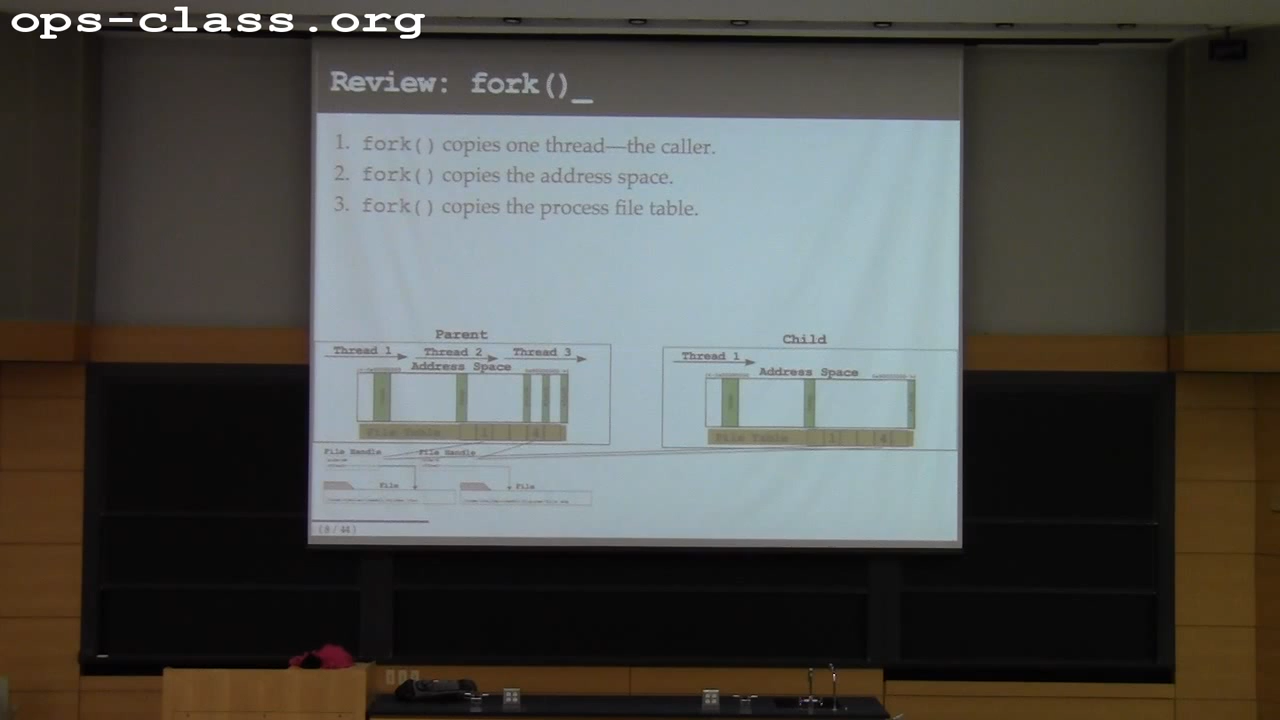 ops-class.org
Review: fork()_
1. fork() copies one thread—the caller.
2. fork() copies the address space.
3. fork() copies the process file table.
Parent
Child
Thread 1 Thread 2 Thread 3
Thread 1
Address Space
Address Space
File Table 1 4
File Table 1 4
File Handle File Handle
File File
(8 / 44)